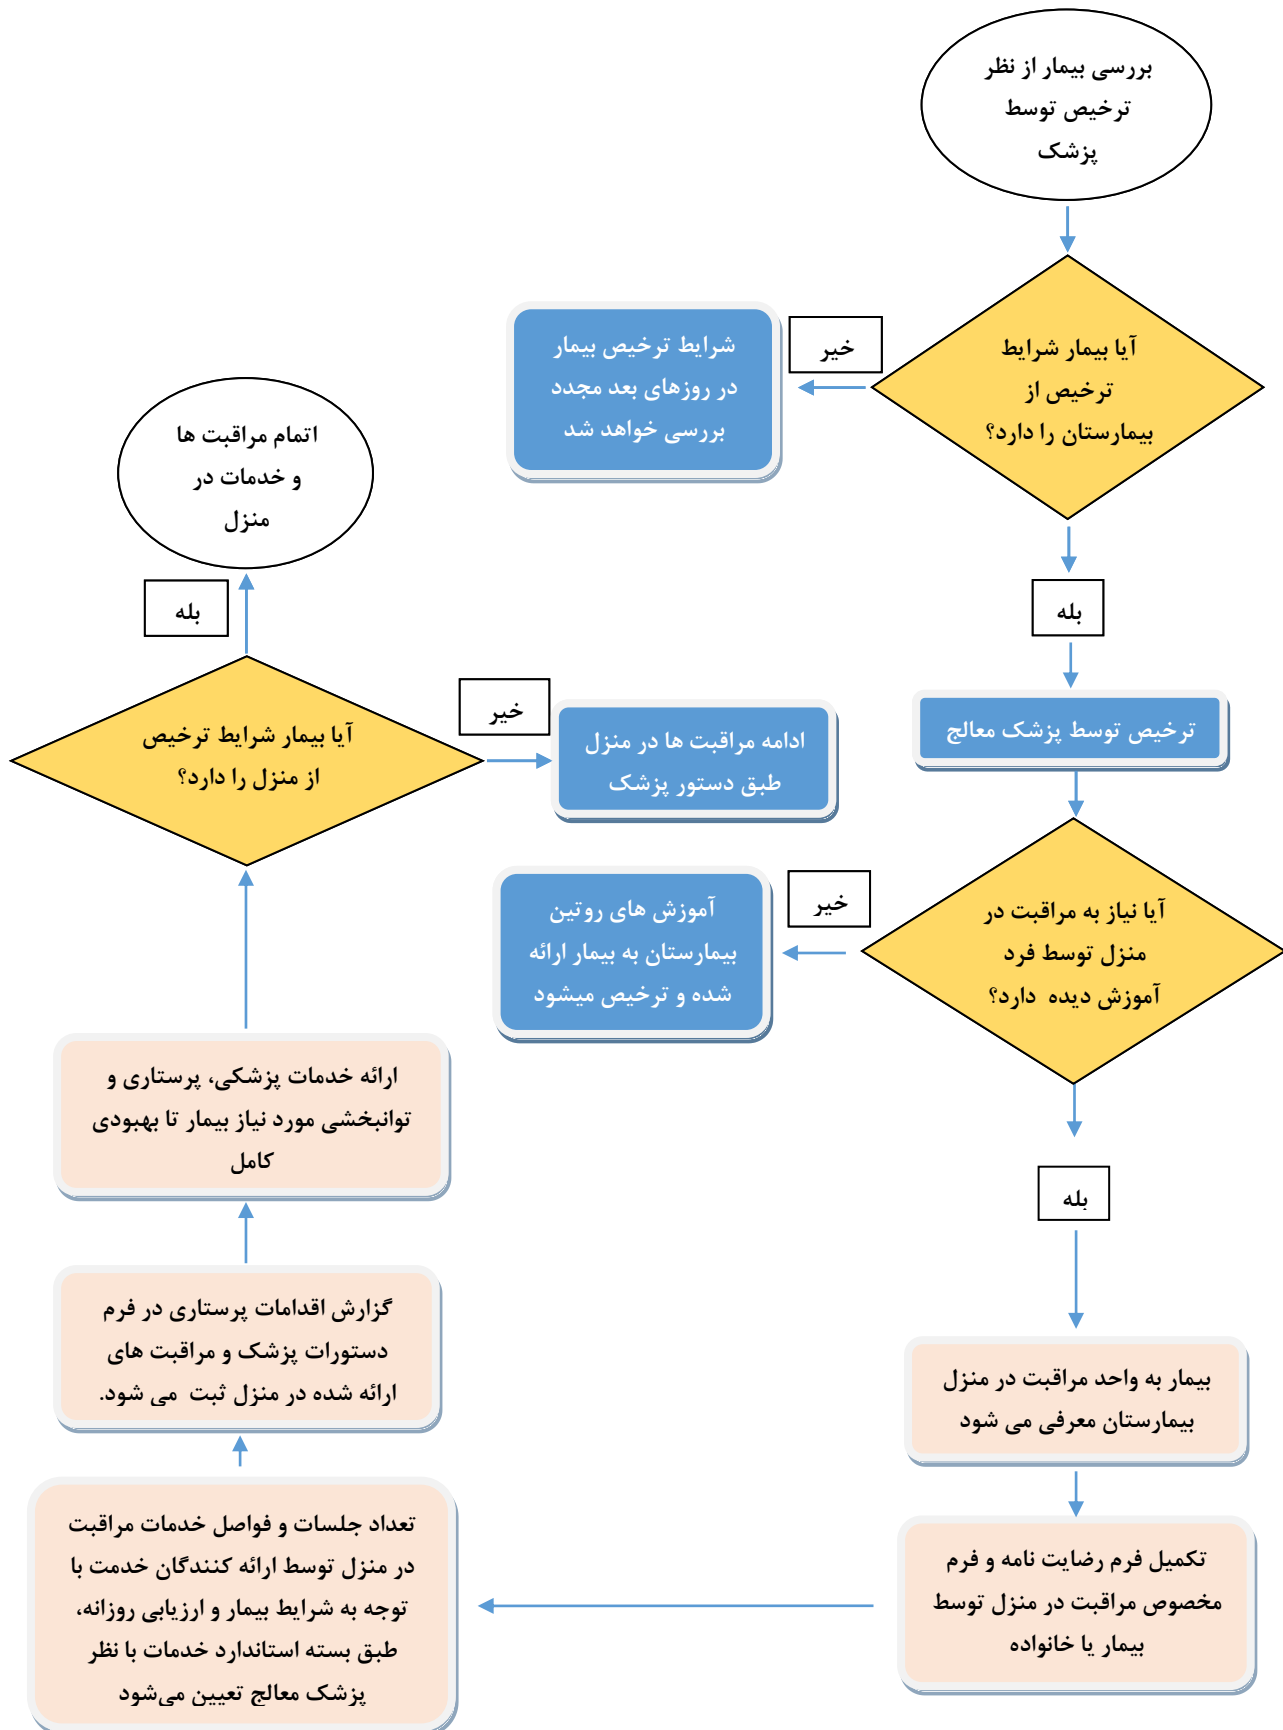 بررسی بیمار از نظر
ترخیص توسط
پزشک
آیا بیمار شرایط
ترخیص از
بیمارستان را دارد؟
خیر
شرایط ترخیص بیمار
در روزهای بعد مجدد
بررسی خواهد شد
بله
ترخیص توسط پزشک معالج
آیا نیاز به مراقبت در
منزل توسط فرد
آموزش دیده دارد؟
خیر
آموزش های روتین
بیمارستان به بیمار ارائه
شده و ترخیص میشود
بله
بیمار به واحد مراقبت در منزل
بیمارستان معرفی می شود
تکمیل فرم رضایت نامه و فرم
مخصوص مراقبت در منزل توسط
بیمار یا خانواده
تعداد جلسات و فواصل خدمات مراقبت
در منزل توسط ارائه کنندگان خدمت با
توجه به شرایط بیمار و ارزیابی روزانه،
طبق بسته استاندارد خدمات با نظر
پزشک معالج تعیین می‌شود
گزارش اقدامات پرستاری در فرم
دستورات پزشک و مراقبت های
ارائه شده در منزل ثبت می شود.
ارائه خدمات پزشکی، پرستاری و
توانبخشی مورد نیاز بیمار تا بهبودی
کامل
آیا بیمار شرایط ترخیص
از منزل را دارد؟
خیر
ادامه مراقبت ها در منزل
طبق دستور پزشک
بله
اتمام مراقبت ها
و خدمات در
منزل